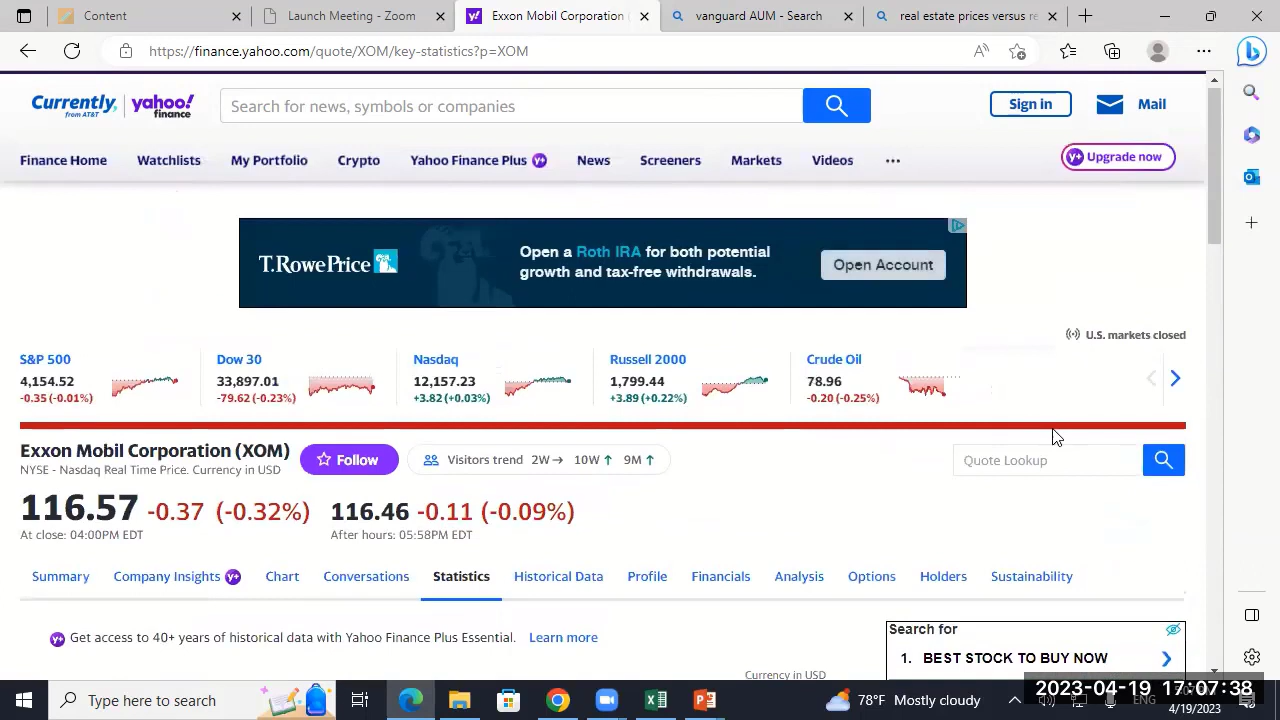 Content
Launch Meeting - Zoom
Exxon Mobil Corporation (
vanguard AUM - Search
real estate prices versus re
https://finance.yahoo.com/quote/XOM/key-statistics?p=XOM
Currently, from AT&T
yahoo! finance
Search for news, symbols or companies
Sign in
Mail
Finance Home
Watchlists
My Portfolio
Crypto
Yahoo Finance Plus
News
Screeners
Markets
Videos
...
Upgrade now
T.RowePrice
Open a Roth IRA for both potential
growth and tax-free withdrawals.
Open Account
U.S. markets closed
S&P 500
4,154.52
-0.35 (-0.01%)
Dow 30
33,897.01
-79.62 (-0.23%)
Nasdaq
12,157.23
+3.82 (+0.03%)
Russell 2000
1,799.44
+3.89 (+0.22%)
Crude Oil
78.96
-0.20 (-0.25%)
Exxon Mobil Corporation (XOM)
NYSE - Nasdaq Real Time Price. Currency in USD
Follow
Visitors trend 2W→ 10W↑ 9M↑
Quote Lookup
116.57 -0.37 (-0.32%)
At close: 04:00PM EDT
116.46 -0.11 (-0.09%)
After hours: 05:58PM EDT
Summary
Company Insights
Chart
Conversations
Statistics
Historical Data
Profile
Financials
Analysis
Options
Holders
Sustainability
Get access to 40+ years of historical data with Yahoo Finance Plus Essential. Learn more
Search for
1. BEST STOCK TO BUY NOW
Currency in USD
Type here to search
78°F Mostly cloudy
ENG
2023-04-19 17:07:38
4/19/2023